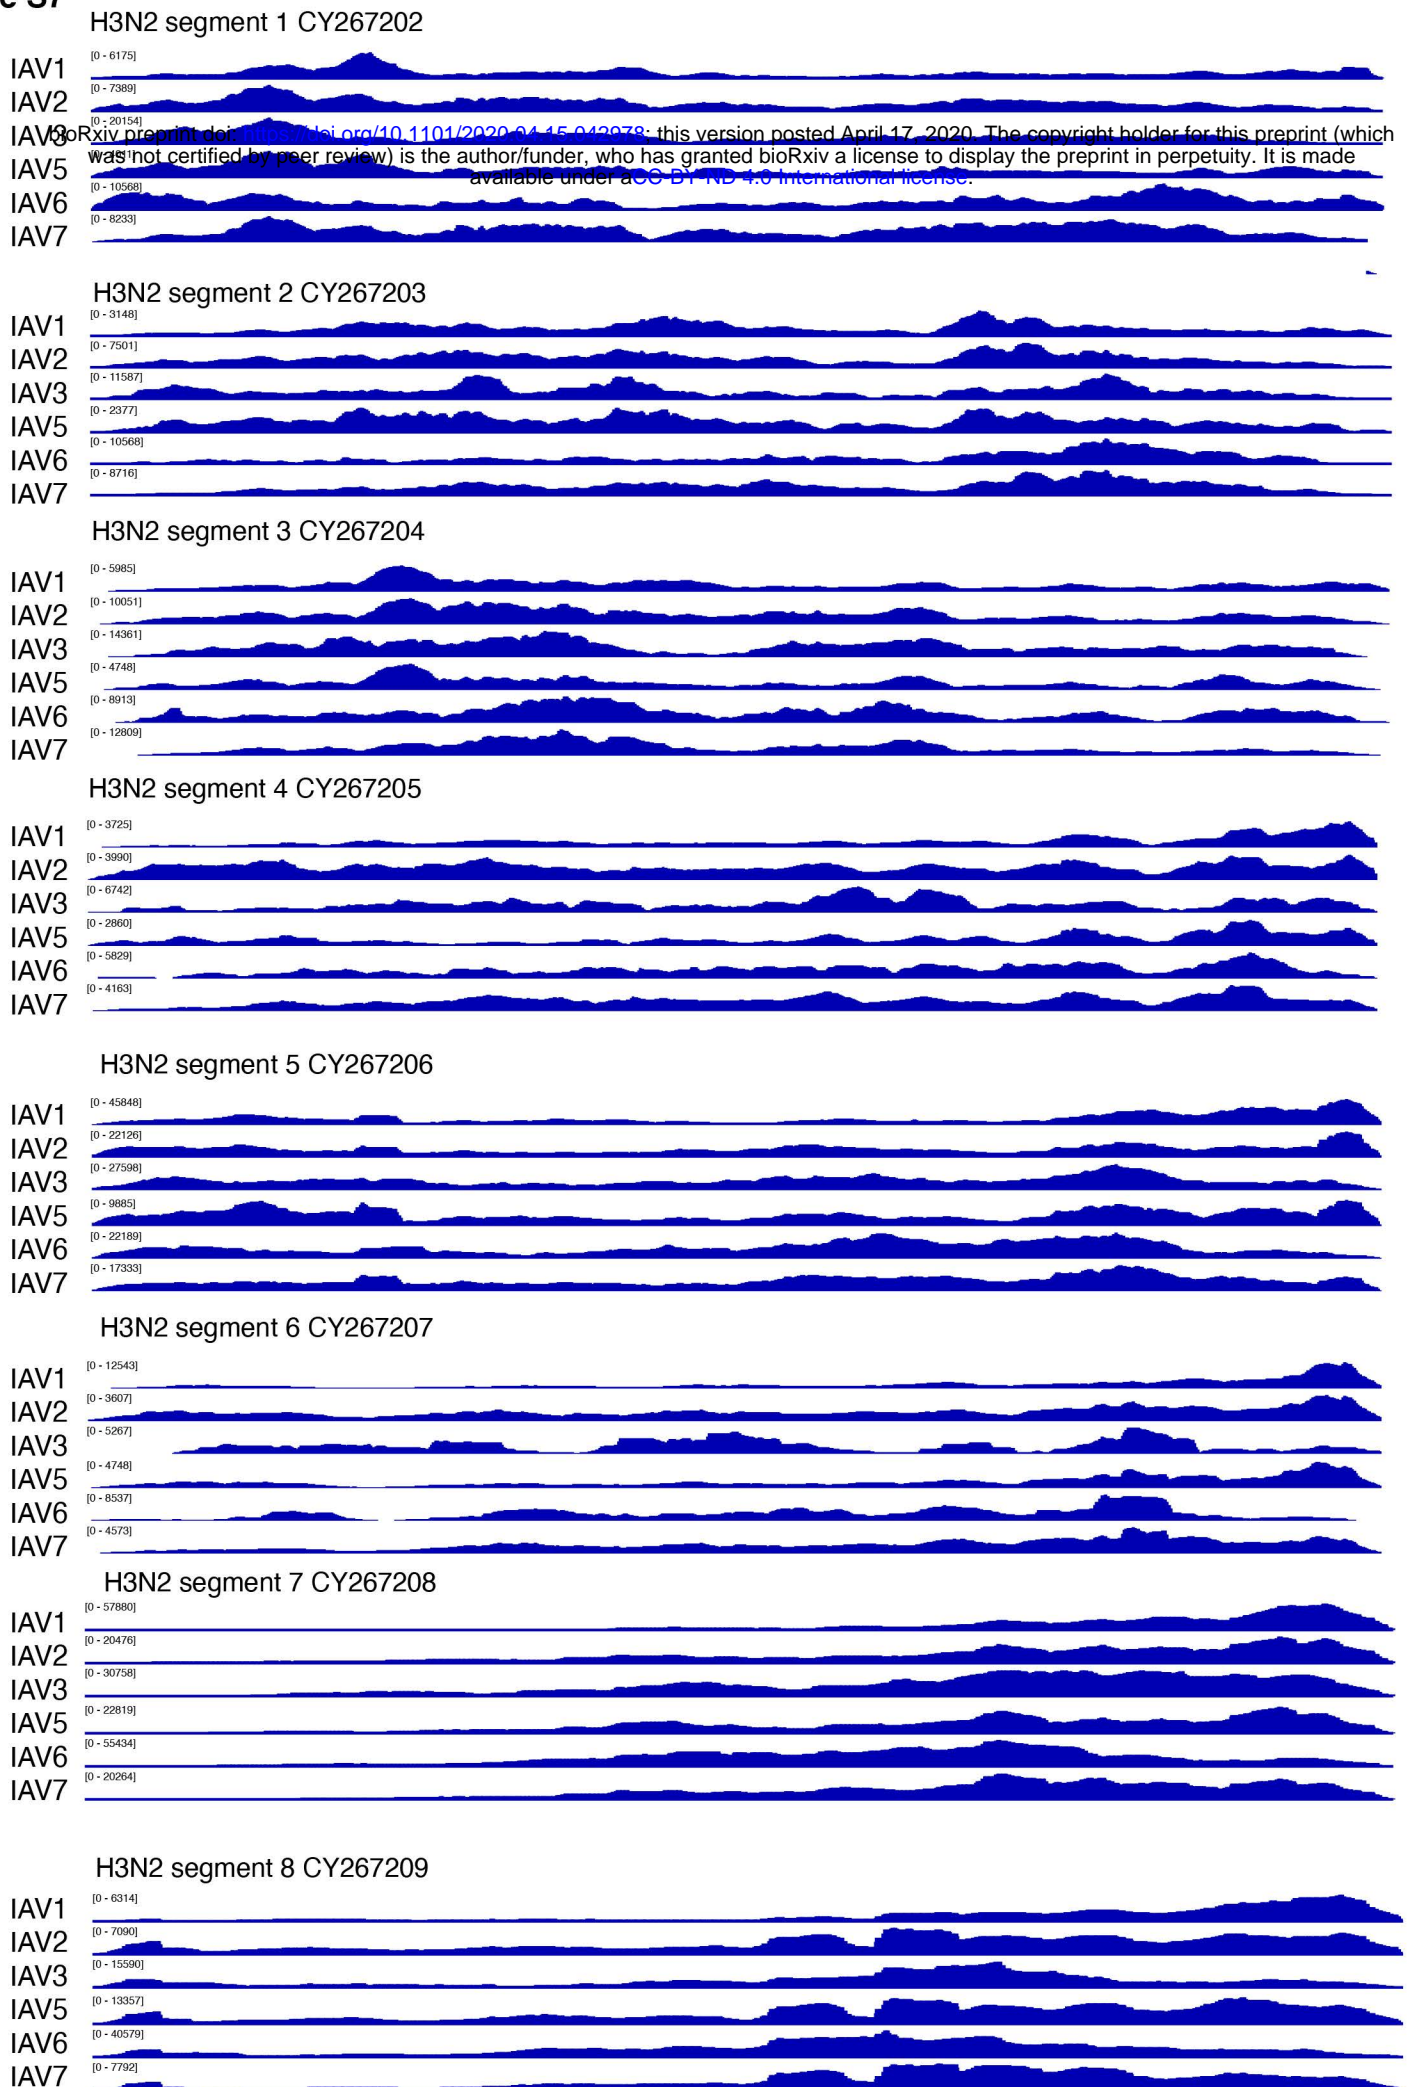 H3N2 segment 1 CY267202
IAV1 [0 - 6175]
IAV2 [0 - 7389]
IAV3 [0 - 20154]
bioRxiv preprint doi: https://doi.org/10.1101/2020.04.15.042978; this version posted April 17, 2020. The copyright holder for this preprint (which
was not certified by peer review) is the author/funder, who has granted bioRxiv a license to display the preprint in perpetuity. It is made
available under aCC-BY-ND 4.0 International license.
IAV5
IAV6 [0 - 10568]
IAV7 [0 - 8233]
H3N2 segment 2 CY267203
IAV1 [0 - 3148]
IAV2 [0 - 7501]
IAV3 [0 - 11587]
IAV5 [0 - 2377]
IAV6 [0 - 10568]
IAV7 [0 - 8716]
H3N2 segment 3 CY267204
IAV1 [0 - 5985]
IAV2 [0 - 10051]
IAV3 [0 - 14361]
IAV5 [0 - 4748]
IAV6 [0 - 8913]
IAV7 [0 - 12809]
H3N2 segment 4 CY267205
IAV1 [0 - 3725]
IAV2 [0 - 3990]
IAV3 [0 - 6742]
IAV5 [0 - 2860]
IAV6 [0 - 5829]
IAV7 [0 - 4163]
H3N2 segment 5 CY267206
IAV1 [0 - 45848]
IAV2 [0 - 22126]
IAV3 [0 - 27598]
IAV5 [0 - 9885]
IAV6 [0 - 22189]
IAV7 [0 - 17333]
H3N2 segment 6 CY267207
IAV1 [0 - 12543]
IAV2 [0 - 3607]
IAV3 [0 - 5267]
IAV5 [0 - 4748]
IAV6 [0 - 8537]
IAV7 [0 - 4573]
H3N2 segment 7 CY267208
IAV1 [0 - 57880]
IAV2 [0 - 20476]
IAV3 [0 - 30758]
IAV5 [0 - 22819]
IAV6 [0 - 55434]
IAV7 [0 - 20264]
H3N2 segment 8 CY267209
IAV1 [0 - 6314]
IAV2 [0 - 7090]
IAV3 [0 - 15590]
IAV5 [0 - 13357]
IAV6 [0 - 40579]
IAV7 [0 - 7792]